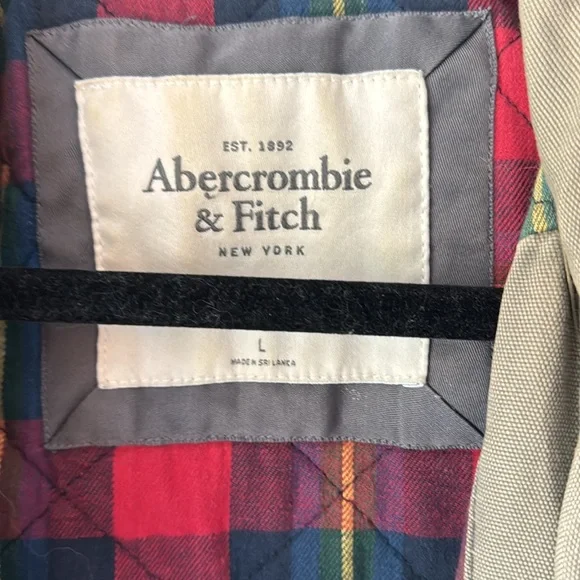 EST. 1892
Abercrombie
& Fitch
NEW YORK
L
MADE IN SRI LANKA